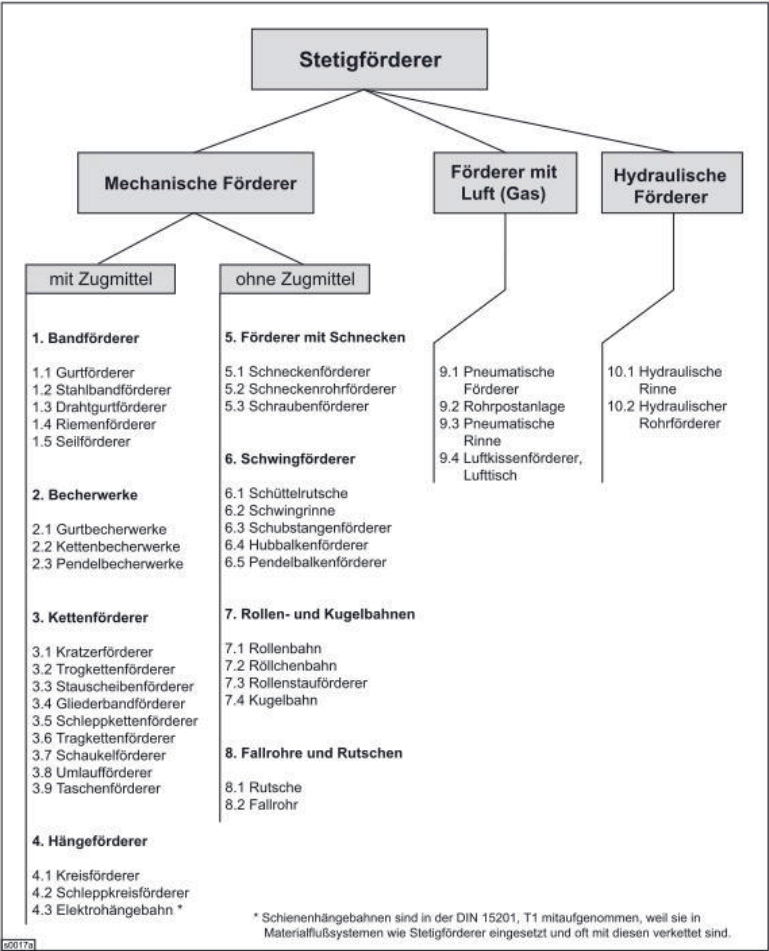 Stetigförderer
Mechanische Förderer
Förderer mit
Luft (Gas)
Hydraulische
Förderer
mit Zugmittel
ohne Zugmittel
1. Bandförderer
1.1 Gurtförderer
1.2 Stahlbandförderer
1.3 Drahtgurtförderer
1.4 Riemenförderer
1.5 Seilförderer
2. Becherwerke
2.1 Gurtbecherwerke
2.2 Kettenbecherwerke
2.3 Pendelbecherwerke
3. Kettenförderer
3.1 Kratzerförderer
3.2 Trogkettenförderer
3.3 Stauscheibenförderer
3.4 Gliederbandförderer
3.5 Schleppkettenförderer
3.6 Tragkettenförderer
3.7 Schaukelförderer
3.8 Umlaufförderer
3.9 Taschenförderer
4. Hängeförderer
4.1 Kreisförderer
4.2 Schleppkreisförderer
4.3 Elektrohängebahn *
5. Förderer mit Schnecken
5.1 Schneckenförderer
5.2 Schneckenrohrförderer
5.3 Schraubenförderer
6. Schwingförderer
6.1 Schüttelrutsche
6.2 Schwingrinne
6.3 Schubstangenförderer
6.4 Hubbalkenförderer
6.5 Pendelbalkenförderer
7. Rollen- und Kugelbahnen
7.1 Rollenbahn
7.2 Röllchenbahn
7.3 Rollenstauförderer
7.4 Kugelbahn
8. Fallrohre und Rutschen
8.1 Rutsche
8.2 Fallrohr
9.1 Pneumatische
Förderer
9.2 Rohrpostanlage
9.3 Pneumatische
Rinne
9.4 Luftkissenförderer,
Lufttisch
10.1 Hydraulische
Rinne
10.2 Hydraulischer
Rohrförderer
* Schienenhängebahnen sind in der DIN 15201, T1 mitaufgenommen, weil sie in
Materialflußsystemen wie Stetigförderer eingesetzt und oft mit diesen verkettet sind.
s0017a